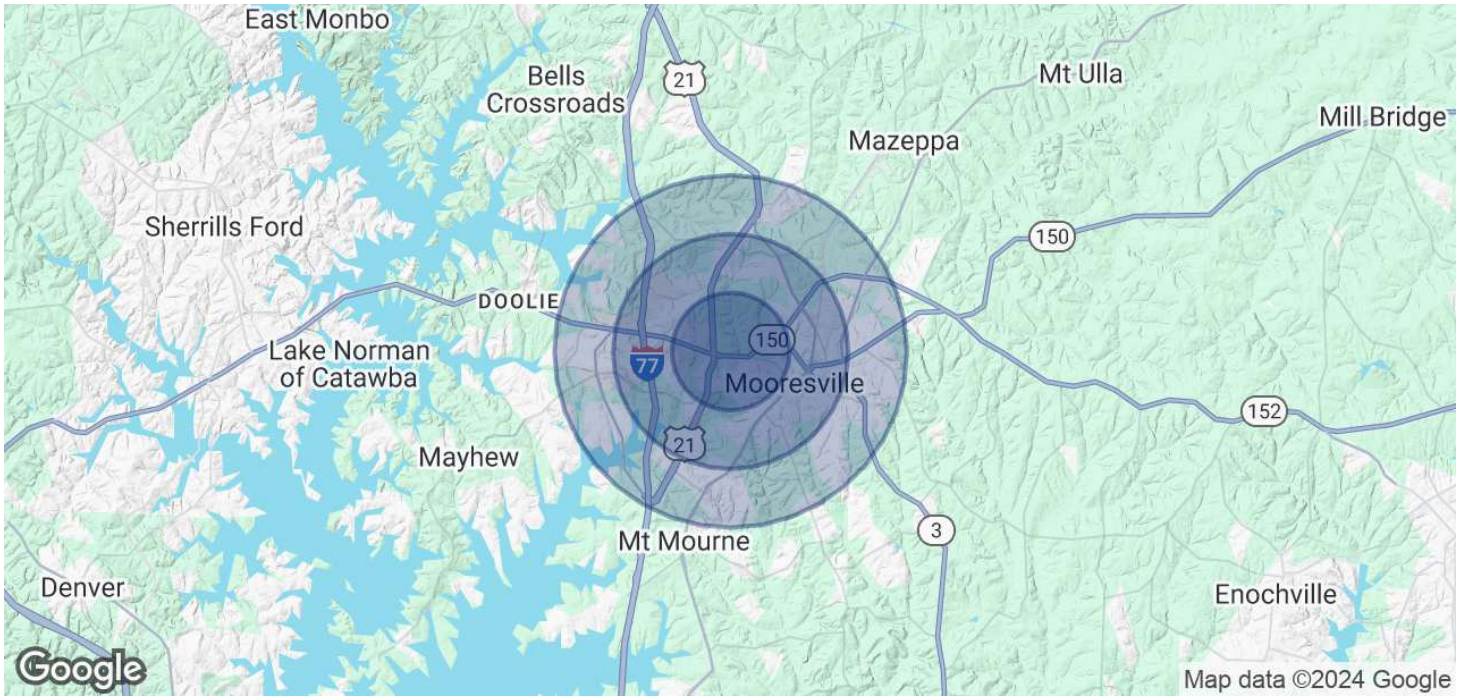 East Monbo
Bells
Crossroads
21
Mt Ulla
Mill Bridge
Mazeppa
Sherrills Ford
150
DOOLIE
150
Lake Norman
of Catawba
77
Mooresville
152
21
Mayhew
3
Mt Mourne
Denver
Enochville
Google
Map data ©2024 Google